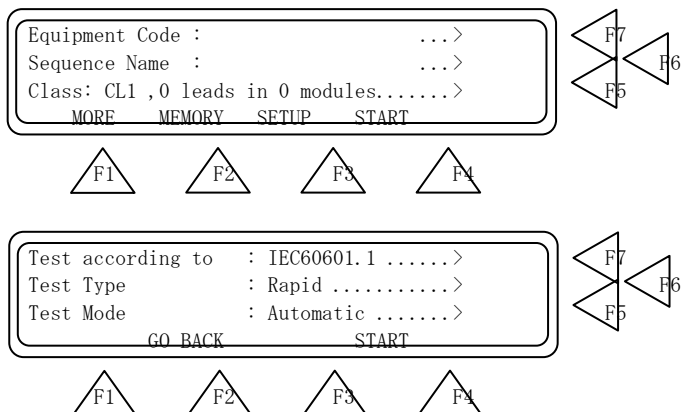 Equipment Code : ...>
Sequence Name : ...>
Class: CL1 ,0 leads in 0 modules.......>
MORE MEMORY SETUP START
F7
F6
F5
F1 F2 F3 F4
Test according to : IEC60601.1 ......>
Test Type : Rapid ...........>
Test Mode : Automatic .......>
GO BACK START
F7
F6
F5
F1 F2 F3 F4